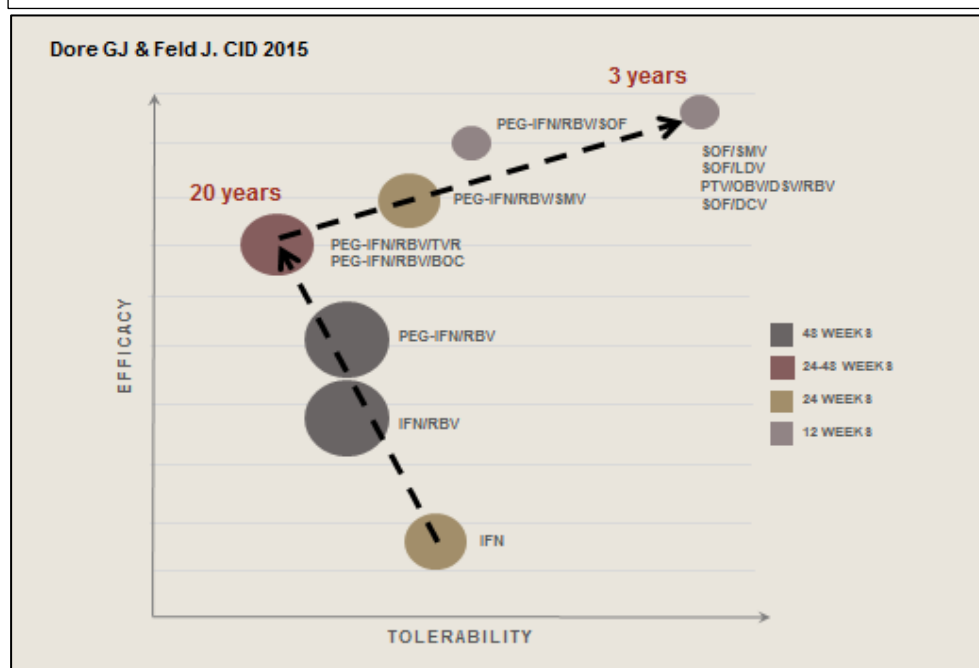 Dore GJ & Feld J. CID 2015
3 years
PEG-IFN/RBV/SOF
SOF/SMV
SOF/LDV
PTV/OBV/DSV/RBV
SOF/DCV
20 years
PEG-IFN/RBV/SMV
PEG-IFN/RBV/TVR
PEG-IFN/RBV/BOC
EFFICACY
PEG-IFN/RBV
IFN/RBV
IFN
48 WEEKS
24-48 WEEKS
24 WEEKS
12 WEEKS
TOLERABILITY